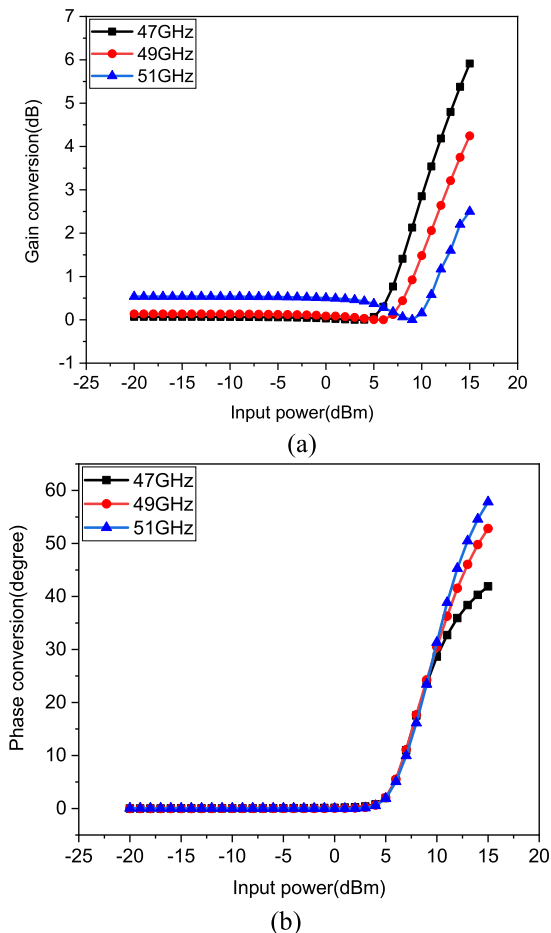 47GHz
49GHz
51GHz
Gain conversion(dB)
6
5
4
3
2
1
0
-1
-25 -20 -15 -10 -5 0 5 10 15 20
Input power(dBm)
(a)
47GHz
49GHz
51GHz
Phase conversion(degree)
60
50
40
30
20
10
0
-25 -20 -15 -10 -5 0 5 10 15 20
Input power(dBm)
(b)